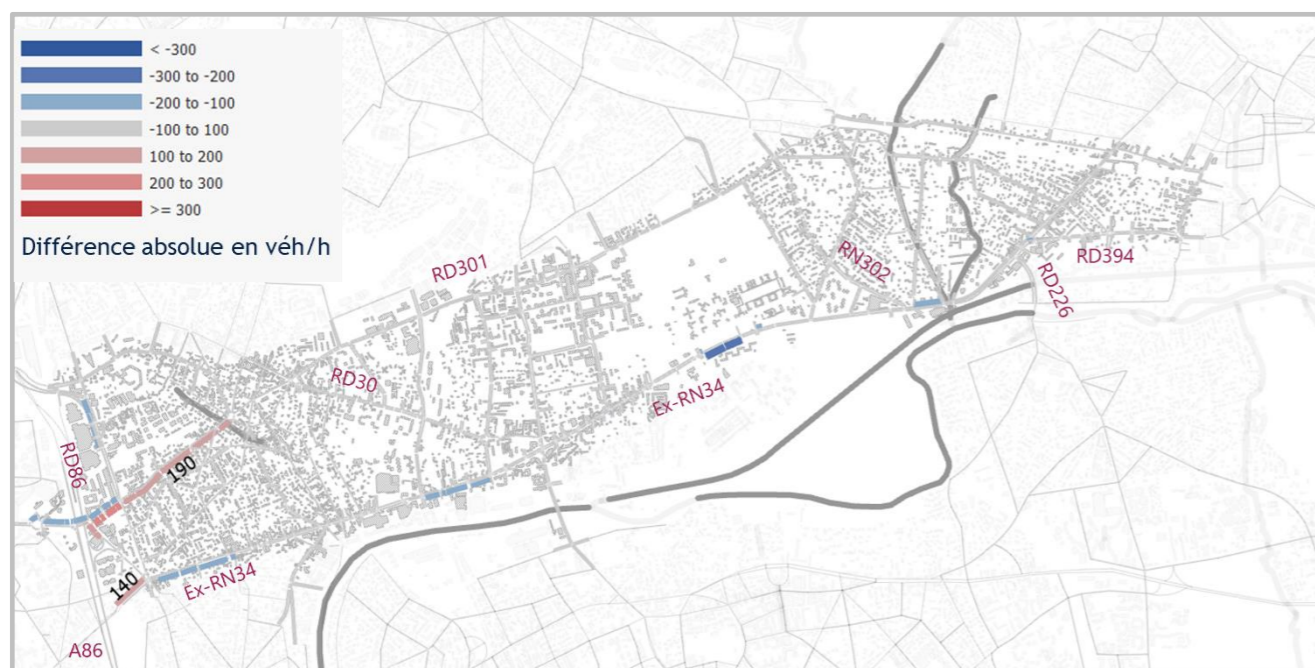 < -300
-300 to -200
-200 to -100
-100 to 100
100 to 200
200 to 300
>= 300
Différence absolue en véh/h
RD301
RN302
RD394
RD226
RD30
Ex-RN34
RD86
190
140
Ex-RN34
A86